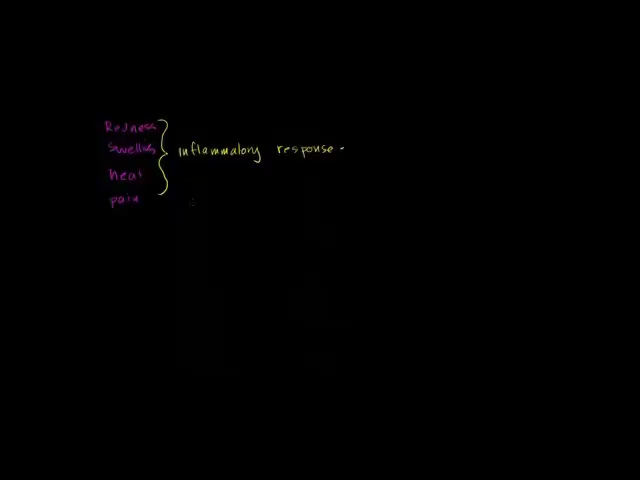 Redness
swelling
inflammatory response -
heat
pain